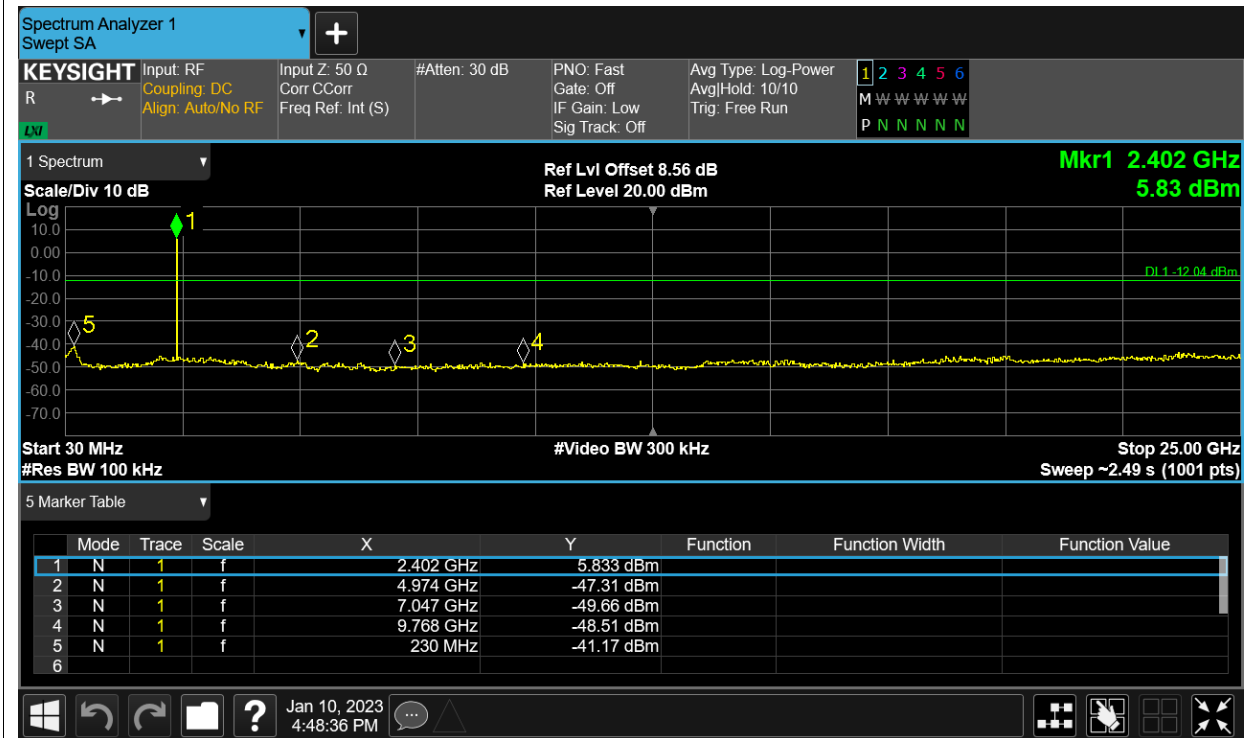 Spectrum Analyzer 1
Swept SA
+
KEYSIGHT
R
LXI
Input: RF
Coupling: DC
Align: Auto/No RF
Input Z: 50 Ω
Corr CCorr
Freq Ref: Int (S)
#Atten: 30 dB
PNO: Fast
Gate: Off
IF Gain: Low
Sig Track: Off
Avg Type: Log-Power
Avg|Hold: 10/10
Trig: Free Run
1 2 3 4 5 6
M W W W W W W
P N N N N N N
1 Spectrum
Scale/Div 10 dB
Ref Lvl Offset 8.56 dB
Ref Level 20.00 dBm
Mkr1 2.402 GHz
5.83 dBm
Log
10.0
0.00
-10.0
-20.0
-30.0
-40.0
-50.0
-60.0
-70.0
1
DL1 -12.04 dBm
5
2
3
4
Start 30 MHz
#Video BW 300 kHz
Stop 25.00 GHz
#Res BW 100 kHz
Sweep ~2.49 s (1001 pts)
5 Marker Table
Mode Trace Scale X Y Function Function Width Function Value
1 N 1 f 2.402 GHz 5.833 dBm
2 N 1 f 4.974 GHz -47.31 dBm
3 N 1 f 7.047 GHz -49.66 dBm
4 N 1 f 9.768 GHz -48.51 dBm
5 N 1 f 230 MHz -41.17 dBm
6
?
Jan 10, 2023
4:48:36 PM